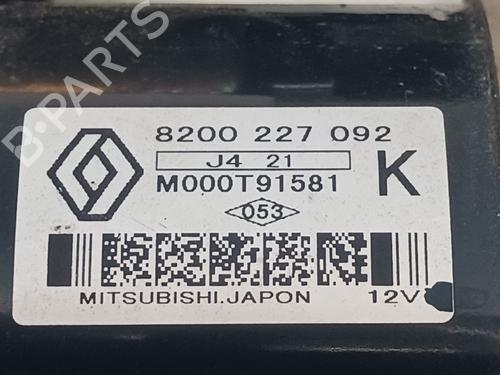 B-PARTS
8200 227 092
J4 21
M000T91581 K
053
MITSUBISHI.JAPON 12V